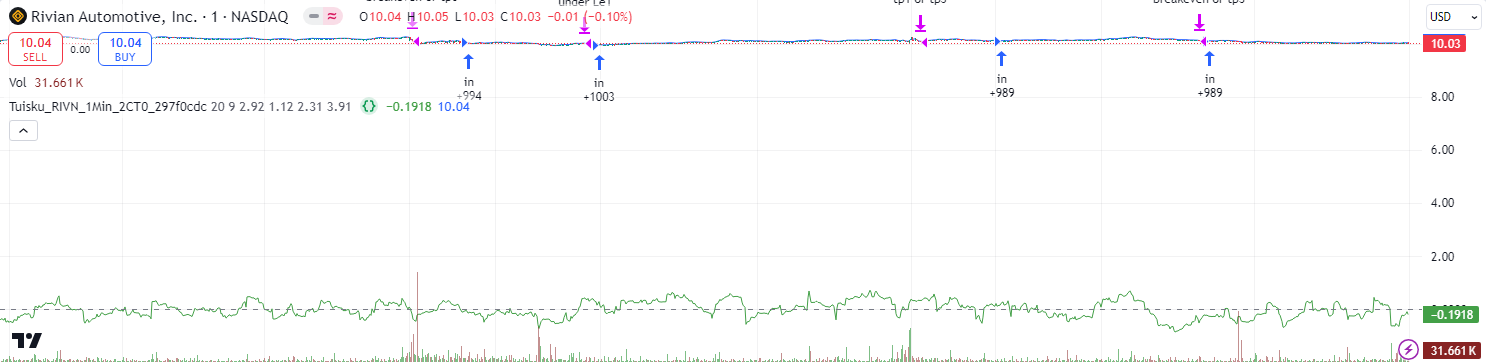 Rivian Automotive, Inc. · 1 · NASDAQ
O10.04 H10.05 L10.03 C10.03 −0.01 (−0.10%)
under LE1
USD
10.04
SELL
0.00
10.04
BUY
10.03
Vol 31.661 K
in
+994
in
+1003
in
+989
in
+989
Tuisku_RIVN_1Min_2CT0_297f0cdc 20 9 2.92 1.12 2.31 3.91 {} −0.1918 10.04
8.00
6.00
4.00
2.00
−0.1918
31.661 K